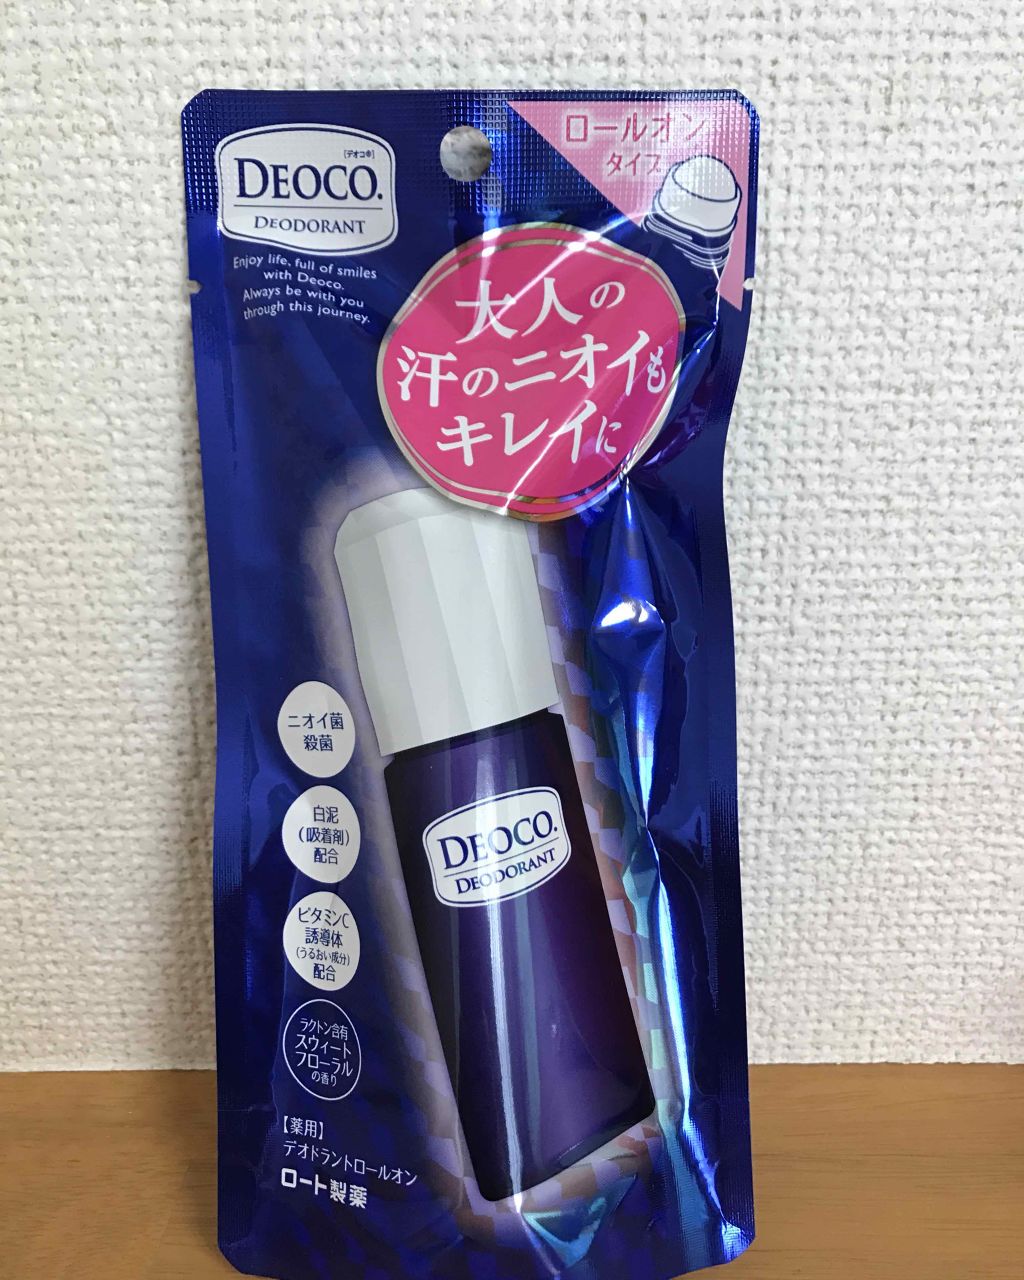 [デオコ®]
DEOCO.
DEODORANT
Enjoy life, full of smiles
with Deoco.
Always be with you
through this journey.
ロールオン
タイプ
大人の
汗のニオイも
キレイに
ニオイ菌
殺菌
白泥
(吸着剤)
配合
ビタミンC
誘導体
(うるおい成分)
配合
ラクトン含有
スウィート
フローラル
の香り
DEOCO.
DEODORANT
【薬用】
デオドラントロールオン
ロート製薬